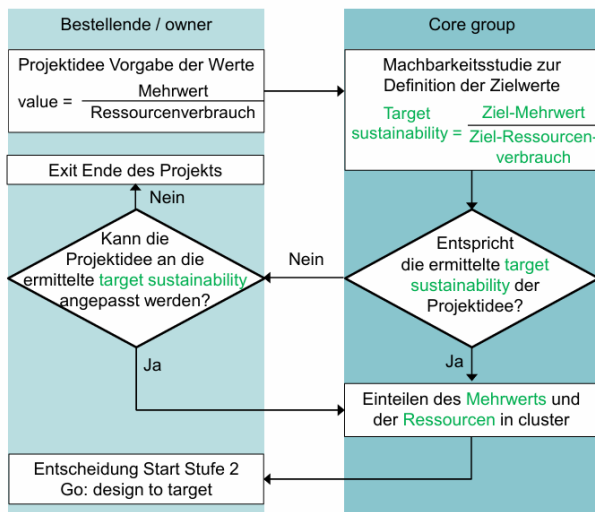 Bestellende / owner
Core group
Projektidee Vorgabe der Werte
value = Mehrwert
Ressourcenverbrauch
Machbarkeitsstudie zur
Definition der Zielwerte
Target
sustainability =
Ziel-Mehrwert
Ziel-Ressourcen-
verbrauch
Exit Ende des Projekts
Nein
Kann die
Projektidee an die
ermittelte target sustainability
angepasst werden?
Nein
Entspricht
die ermittelte target
sustainability der
Projektidee?
Ja
Ja
Einteilen des Mehrwerts und
der Ressourcen in cluster
Entscheidung Start Stufe 2
Go: design to target